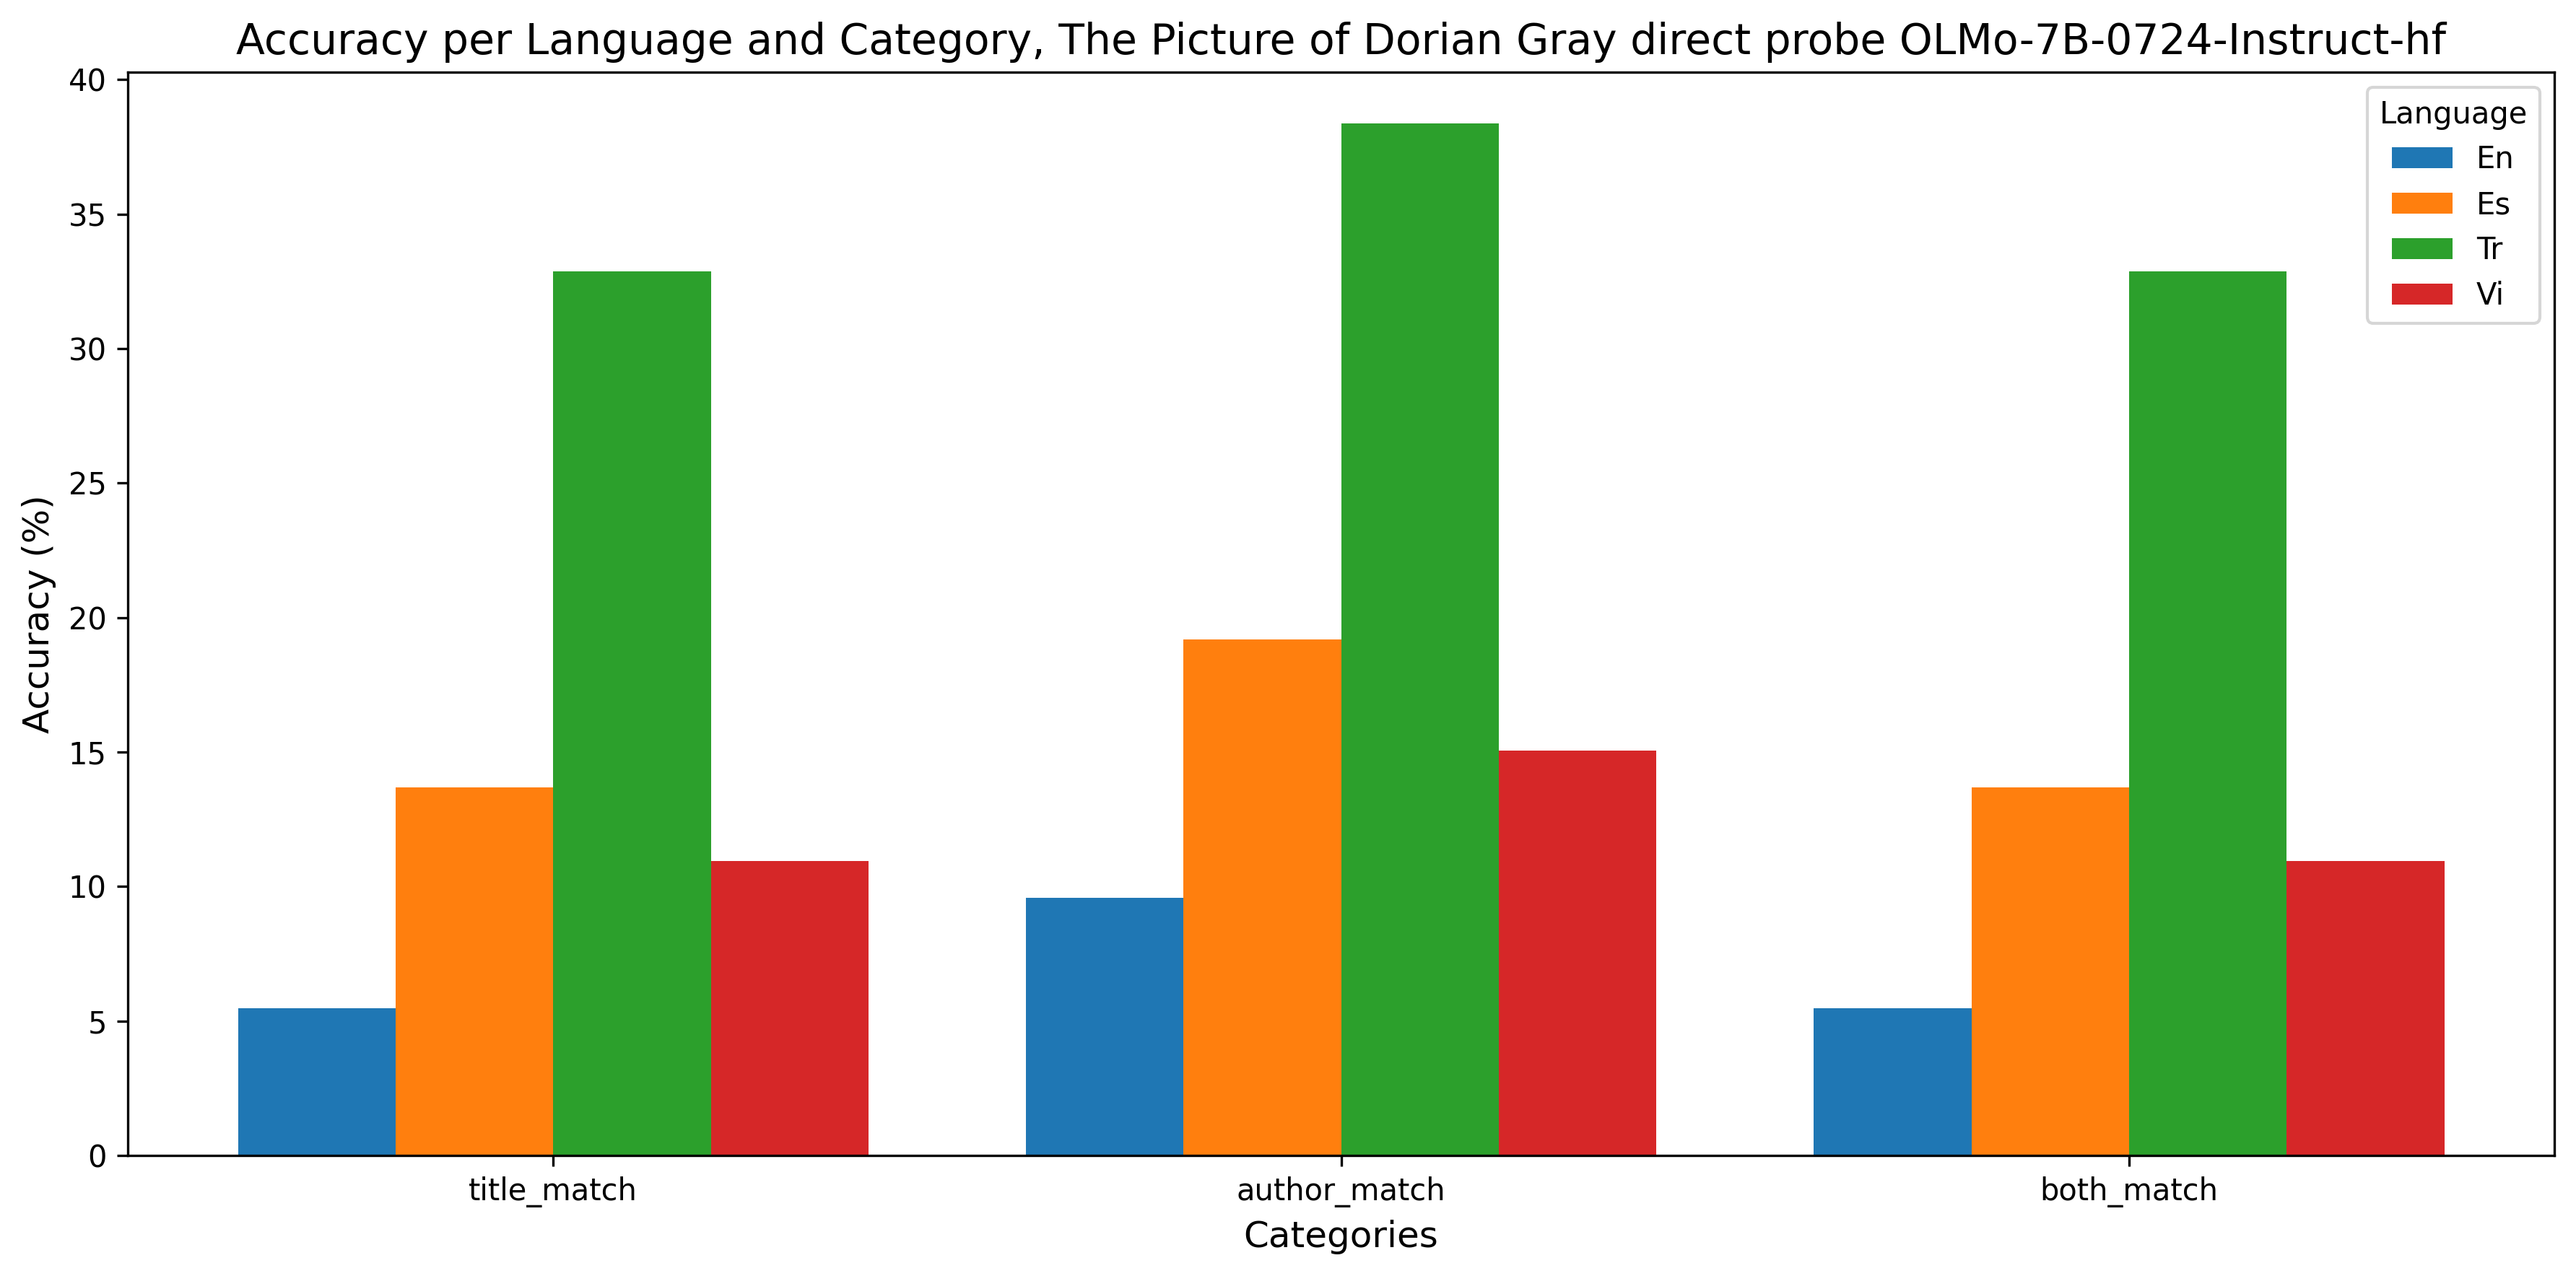 Accuracy per Language and Category, The Picture of Dorian Gray direct probe OLMo-7B-0724-Instruct-hf
Accuracy (%)
40
35
30
25
20
15
10
5
0
Language
En
Es
Tr
Vi
title_match
author_match
both_match
Categories